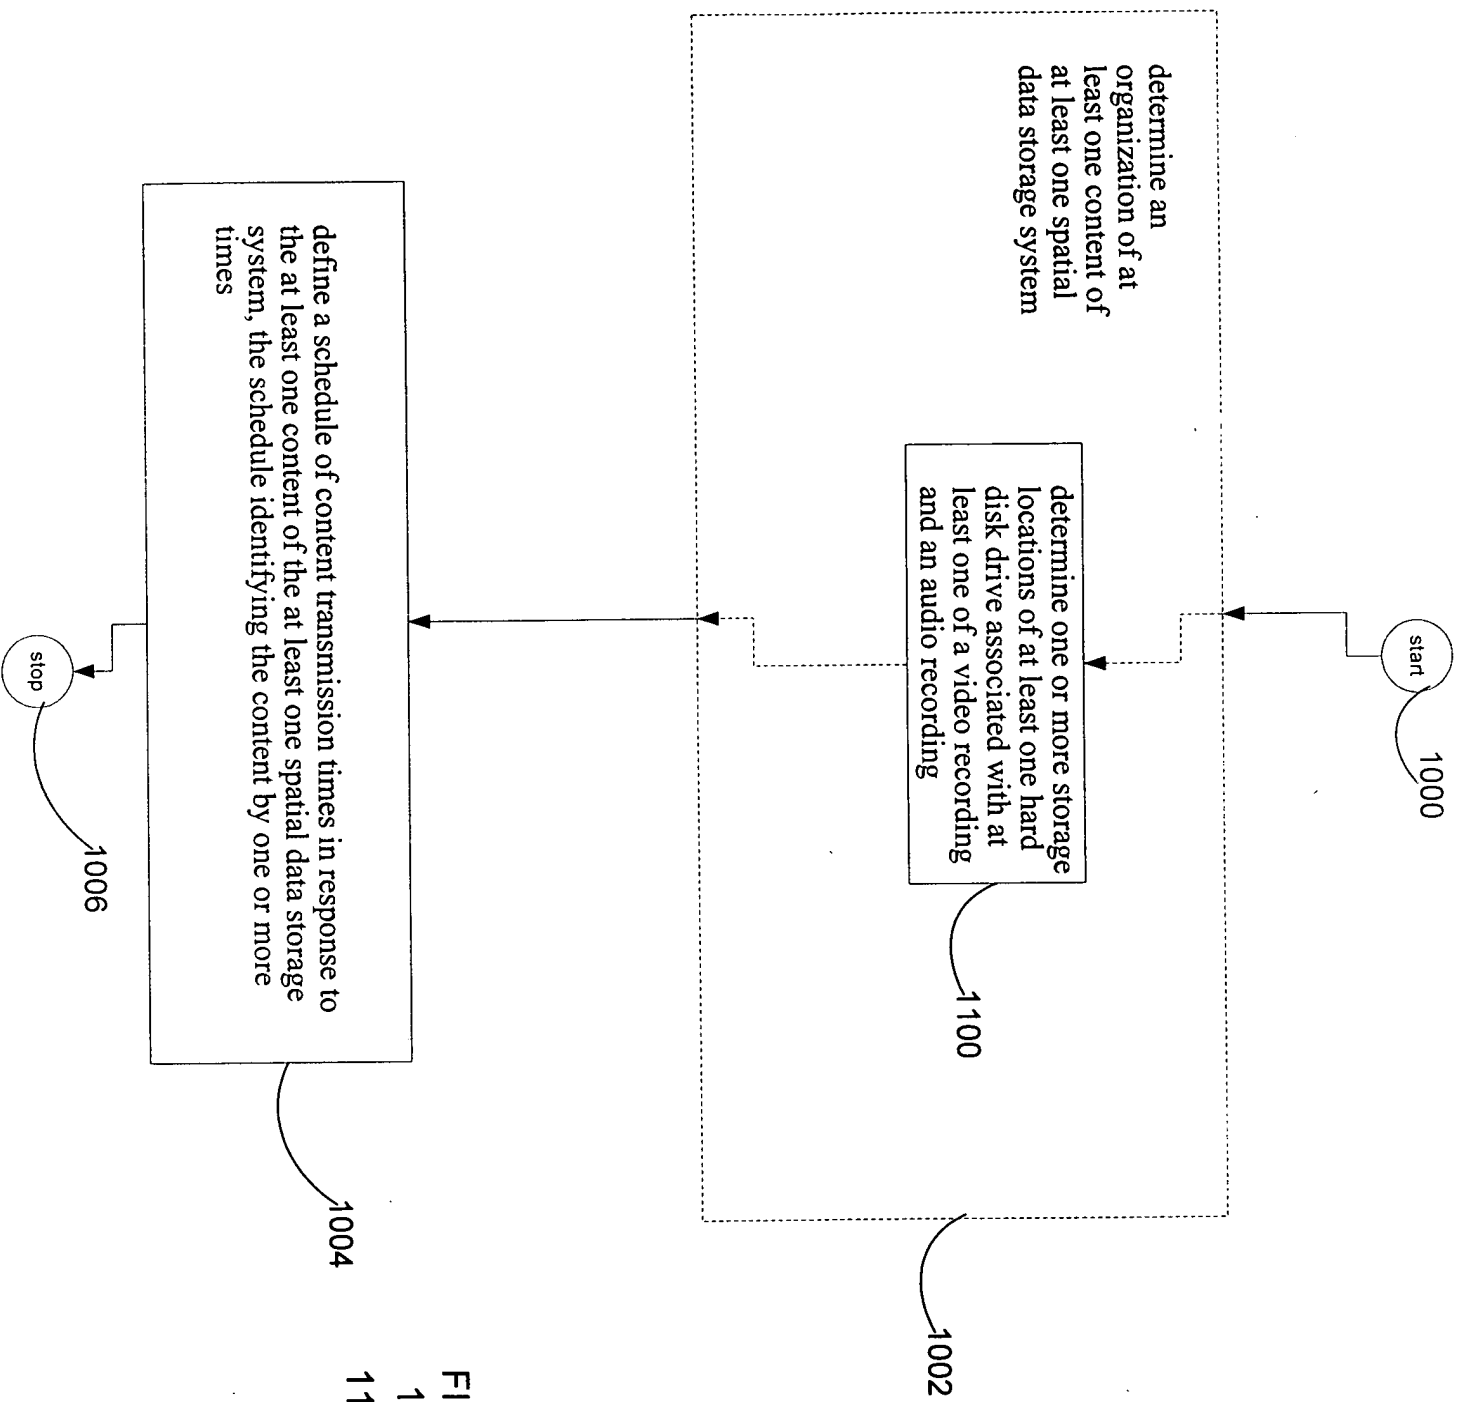 start
1000
determine an
organization of at
least one content of
at least one spatial
data storage system
determine one or more storage
locations of at least one hard
disk drive associated with at
least one of a video recording
and an audio recording
1100
1002
define a schedule of content transmission times in response to
the at least one content of the at least one spatial data storage
system, the schedule identifying the content by one or more
times
1004
stop
1006
FI
1
11